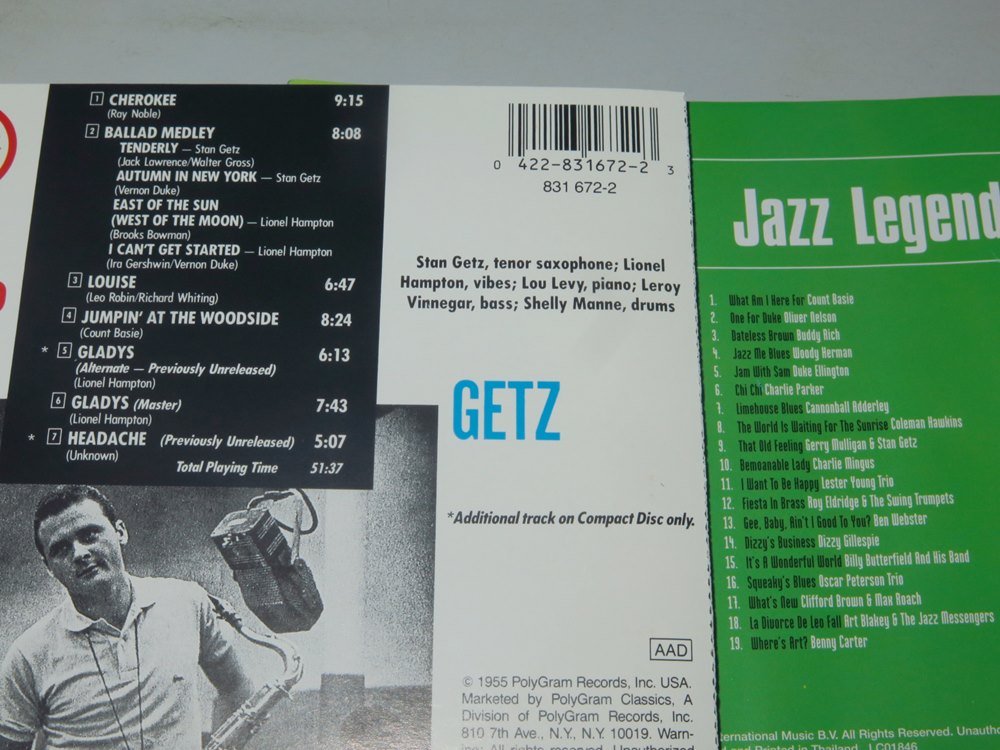 1 CHEROKEE 9:15
(Ray Noble)
2 BALLAD MEDLEY 8:08
TENDERLY — Stan Getz
(Jack Lawrence/Walter Gross)
AUTUMN IN NEW YORK — Stan Getz
(Vernon Duke)
EAST OF THE SUN
(WEST OF THE MOON) — Lionel Hampton
(Brooks Bowman)
I CAN'T GET STARTED — Lionel Hampton
(Ira Gershwin/Vernon Duke)
3 LOUISE 6:47
(Leo Robin/Richard Whiting)
4 JUMPIN' AT THE WOODSIDE 8:24
(Count Basie)
* 5 GLADYS 6:13
(Alternate — Previously Unreleased)
(Lionel Hampton)
6 GLADYS (Master) 7:43
(Lionel Hampton)
* 7 HEADACHE (Previously Unreleased) 5:07
(Unknown)
Total Playing Time 51:37
0 422-831672-2 3
831 672-2
Stan Getz, tenor saxophone; Lionel
Hampton, vibes; Lou Levy, piano; Leroy
Vinnegar, bass; Shelly Manne, drums
GETZ
*Additional track on Compact Disc only.
AAD
© 1955 PolyGram Records, Inc. USA.
Marketed by PolyGram Classics, A
Division of PolyGram Records, Inc.
810 7th Ave., N.Y., N.Y. 10019. Warn-
ing: All rights reserved. Unauthorized
Jazz Legend
1. What Am I Here For Count Basie
2. One For Duke Oliver Nelson
3. Dateless Brown Buddy Rich
4. Jazz Me Blues Woody Herman
5. Jam With Sam Duke Ellington
6. Chi Chi Charlie Parker
7. Limehouse Blues Cannonball Adderley
8. The World Is Waiting For The Sunrise Coleman Hawkins
9. That Old Feeling Gerry Mulligan & Stan Getz
10. Bemoanable Lady Charlie Mingus
11. I Want To Be Happy Lester Young Trio
12. Fiesta In Brass Roy Eldridge & The Swing Trumpets
13. Gee, Baby, Ain't I Good To You? Ben Webster
14. Dizzy's Business Dizzy Gillespie
15. It's A Wonderful World Billy Butterfield And His Band
16. Squeaky's Blues Oscar Peterson Trio
17. What's New Clifford Brown & Max Roach
18. La Divorce De Leo Fall Art Blakey & The Jazz Messengers
19. Where's Art? Benny Carter
ernational Music B.V. All Rights Reserved. Unautho
and Printed in Thailand